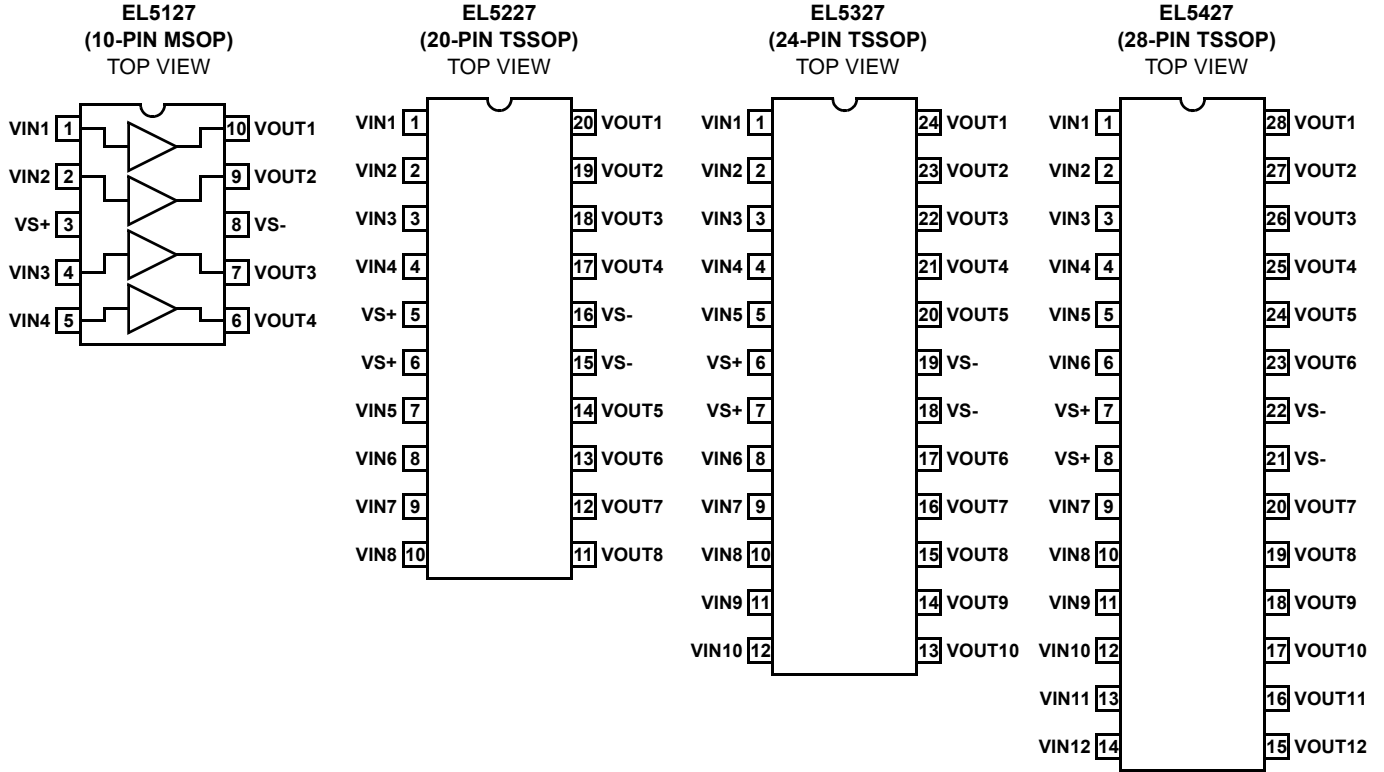 EL5127
(10-PIN MSOP)
TOP VIEW
VIN1 1 10 VOUT1
VIN2 2 9 VOUT2
VS+ 3 8 VS-
VIN3 4 7 VOUT3
VIN4 5 6 VOUT4
EL5227
(20-PIN TSSOP)
TOP VIEW
VIN1 1 20 VOUT1
VIN2 2 19 VOUT2
VIN3 3 18 VOUT3
VIN4 4 17 VOUT4
VS+ 5 16 VS-
VS+ 6 15 VS-
VIN5 7 14 VOUT5
VIN6 8 13 VOUT6
VIN7 9 12 VOUT7
VIN8 10 11 VOUT8
EL5327
(24-PIN TSSOP)
TOP VIEW
VIN1 1 24 VOUT1
VIN2 2 23 VOUT2
VIN3 3 22 VOUT3
VIN4 4 21 VOUT4
VIN5 5 20 VOUT5
VS+ 6 19 VS-
VS+ 7 18 VS-
VIN6 8 17 VOUT6
VIN7 9 16 VOUT7
VIN8 10 15 VOUT8
VIN9 11 14 VOUT9
VIN10 12 13 VOUT10
EL5427
(28-PIN TSSOP)
TOP VIEW
VIN1 1 28 VOUT1
VIN2 2 27 VOUT2
VIN3 3 26 VOUT3
VIN4 4 25 VOUT4
VIN5 5 24 VOUT5
VIN6 6 23 VOUT6
VS+ 7 22 VS-
VS+ 8 21 VS-
VIN7 9 20 VOUT7
VIN8 10 19 VOUT8
VIN9 11 18 VOUT9
VIN10 12 17 VOUT10
VIN11 13 16 VOUT11
VIN12 14 15 VOUT12